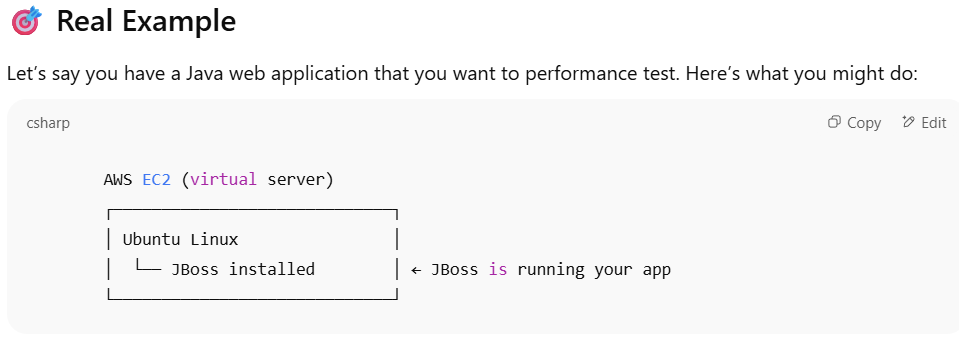 🎯 Real Example
Let's say you have a Java web application that you want to performance test. Here's what you might do:
csharp
Copy
Edit
AWS EC2 (virtual server)
┌─────────────────────────────┐
│ Ubuntu Linux                │
│  └── JBoss installed        │ ← JBoss is running your app
└─────────────────────────────┘